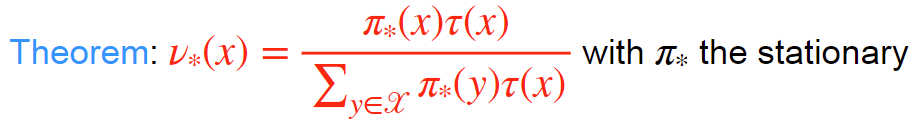 Theorem: ν∗(x) = π∗(x)τ(x) / ∑y∈𝒳 π∗(y)τ(x) with π∗ the stationary